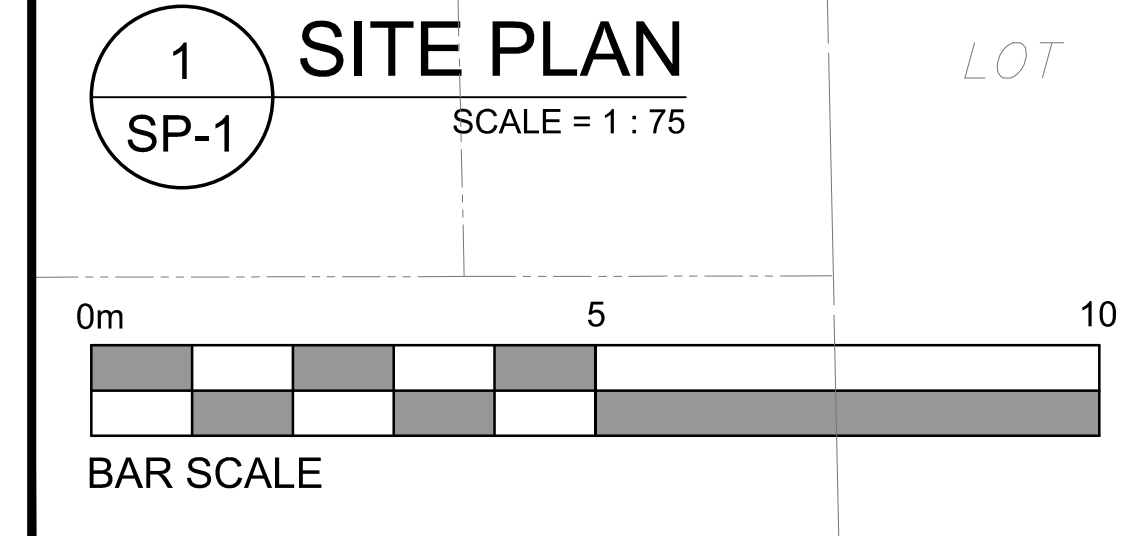 1
SITE PLAN
LOT
SP-1
SCALE = 1 : 75
0m 5 10
BAR SCALE